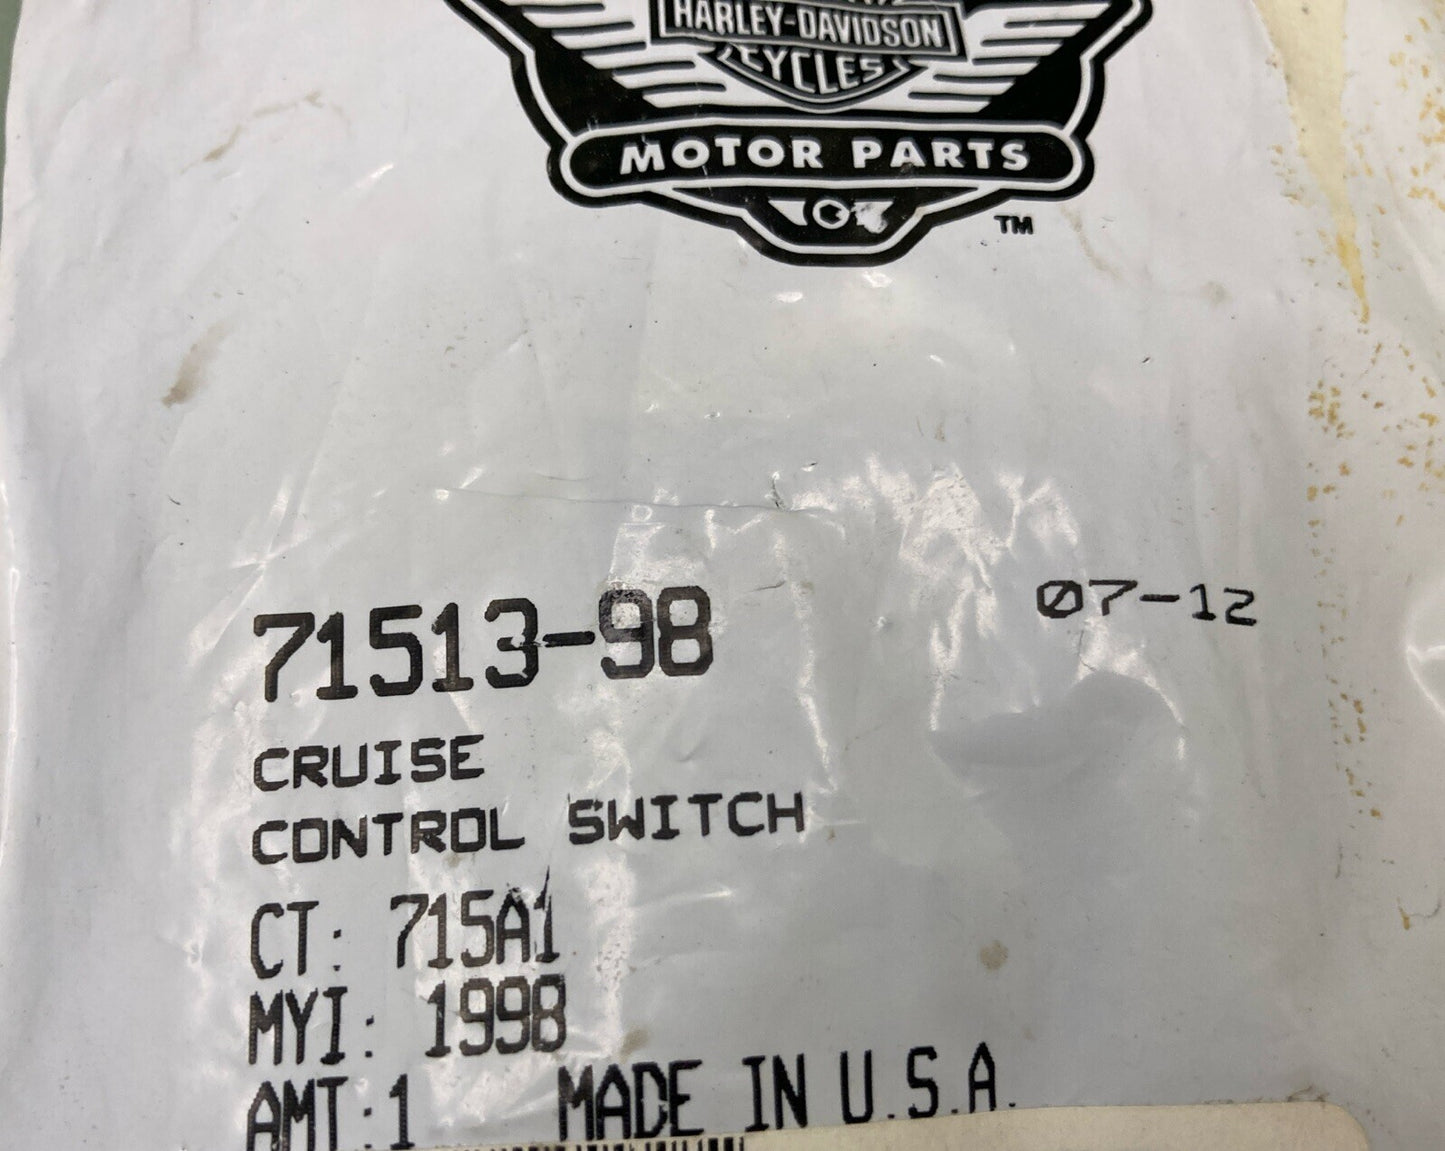 HARLEY-DAVIDSON
CYCLES
MOTOR PARTS
TM
71513-98 07-12
CRUISE
CONTROL SWITCH
CT: 715A1
MYI: 1998
AMT:1 MADE IN U.S.A.